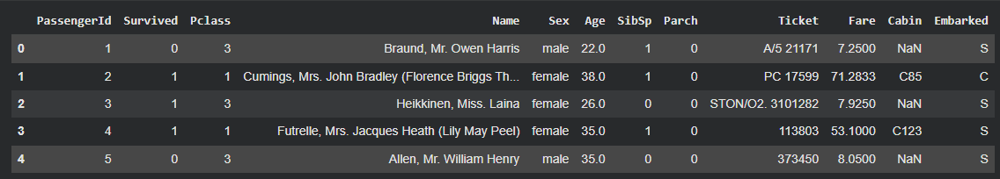 PassengerId Survived Pclass Name Sex Age SibSp Parch Ticket Fare Cabin Embarked
0 1 0 3 Braund, Mr. Owen Harris male 22.0 1 0 A/5 21171 7.2500 NaN S
1 2 1 1 Cumings, Mrs. John Bradley (Florence Briggs Th... female 38.0 1 0 PC 17599 71.2833 C85 C
2 3 1 3 Heikkinen, Miss. Laina female 26.0 0 0 STON/O2. 3101282 7.9250 NaN S
3 4 1 1 Futrelle, Mrs. Jacques Heath (Lily May Peel) female 35.0 1 0 113803 53.1000 C123 S
4 5 0 3 Allen, Mr. William Henry male 35.0 0 0 373450 8.0500 NaN S